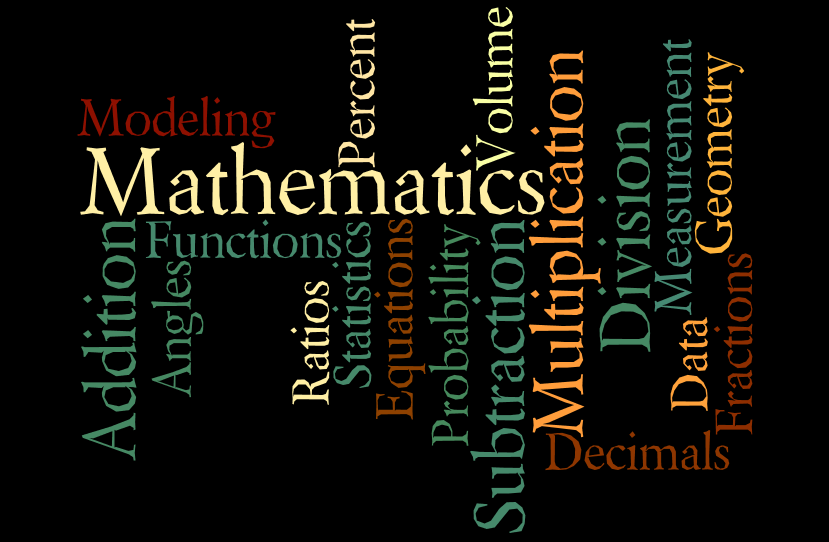 Modeling
Percent
Volume
Mathematics
Multiplication
Division
Measurement
Geometry
Addition
Functions
Angles
Ratios
Statistics
Equations
Probability
Subtraction
Data
Fractions
Decimals